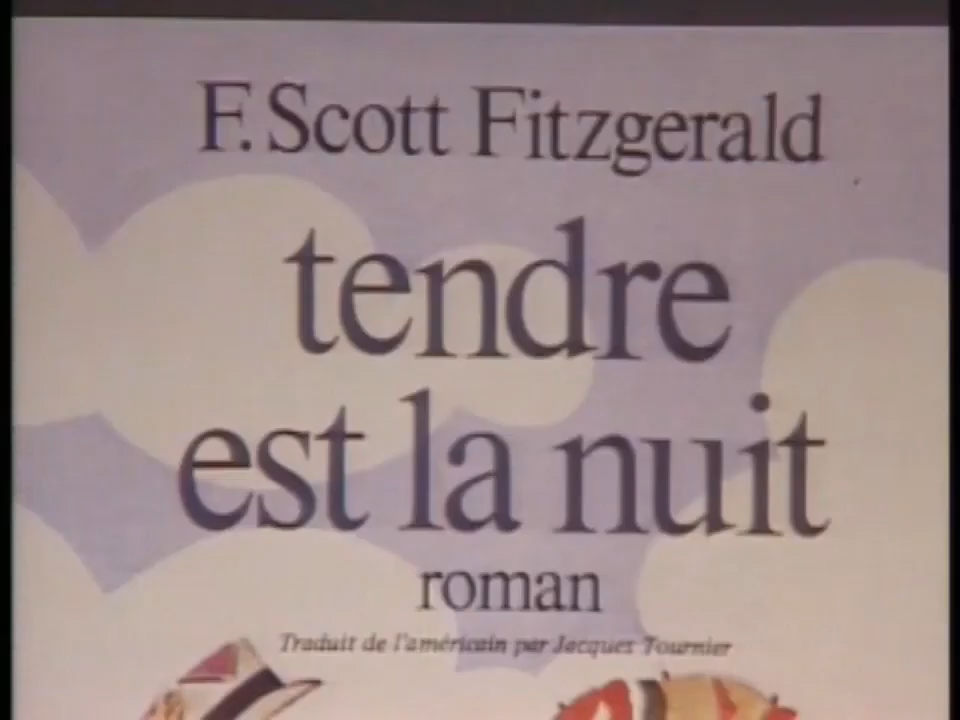 F. Scott Fitzgerald
tendre
est la nuit
roman
Traduit de l'américain par Jacques Tournier